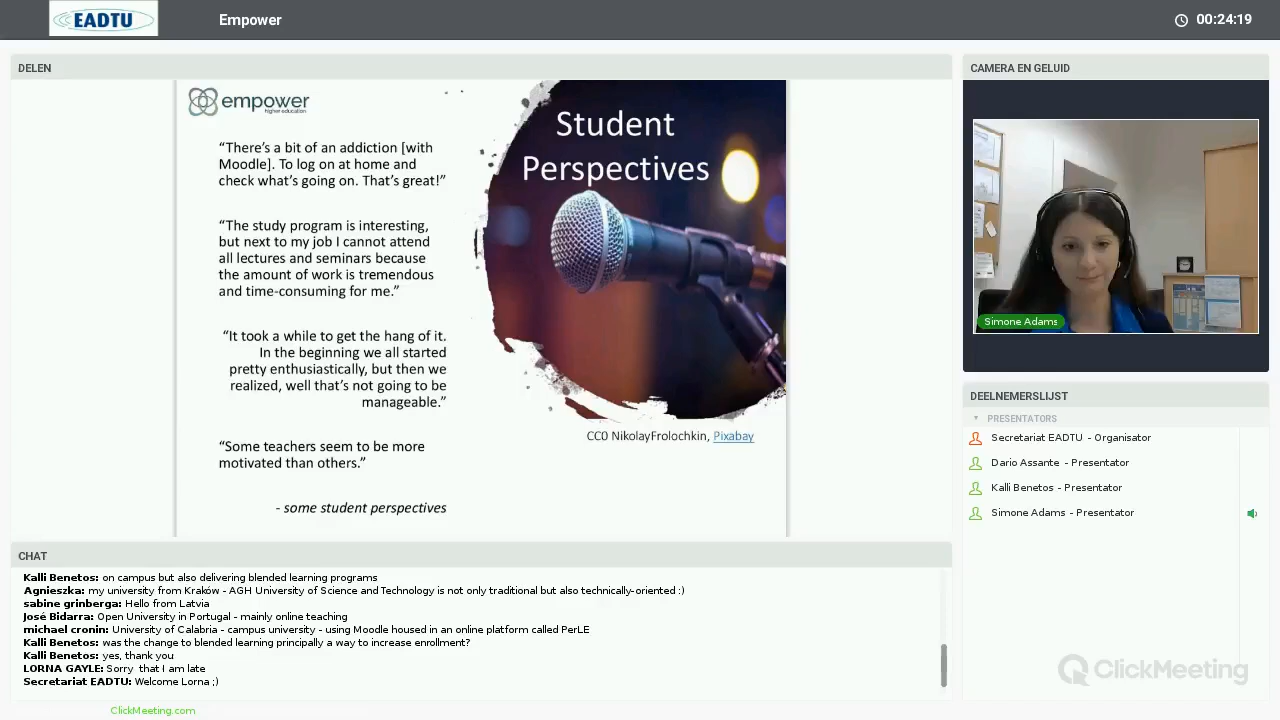 EADTU
Empower
00:24:19
DELEN
empower
higher education
Student
Perspectives
“There’s a bit of an addiction [with
Moodle]. To log on at home and
check what’s going on. That’s great!”
“The study program is interesting,
but next to my job I cannot attend
all lectures and seminars because
the amount of work is tremendous
and time-consuming for me.”
“It took a while to get the hang of it.
In the beginning we all started
pretty enthusiastically, but then we
realized, well that’s not going to be
manageable.”
“Some teachers seem to be more
motivated than others.”
- some student perspectives
CC0 NikolayFrolochkin, Pixabay
CAMERA EN GELUID
Simone Adams
DEELNEMERSLIJST
PRESENTATORS
Secretariat EADTU - Organisator
Dario Assante - Presentator
Kalli Benetos - Presentator
Simone Adams - Presentator
CHAT
Kalli Benetos: on campus but also delivering blended learning programs
Agnieszka: my university from Kraków - AGH University of Science and Technology is not only traditional but also technically-oriented :)
sabine grinberga: Hello from Latvia
José Bidarra: Open University in Portugal - mainly online teaching
michael cronin: University of Calabria - campus university - using Moodle housed in an online platform called PerLE
Kalli Benetos: was the change to blended learning principally a way to increase enrollment?
Kalli Benetos: yes, thank you
LORNA GAYLE: Sorry that I am late
Secretariat EADTU: Welcome Lorna ;)
ClickMeeting
ClickMeeting.com